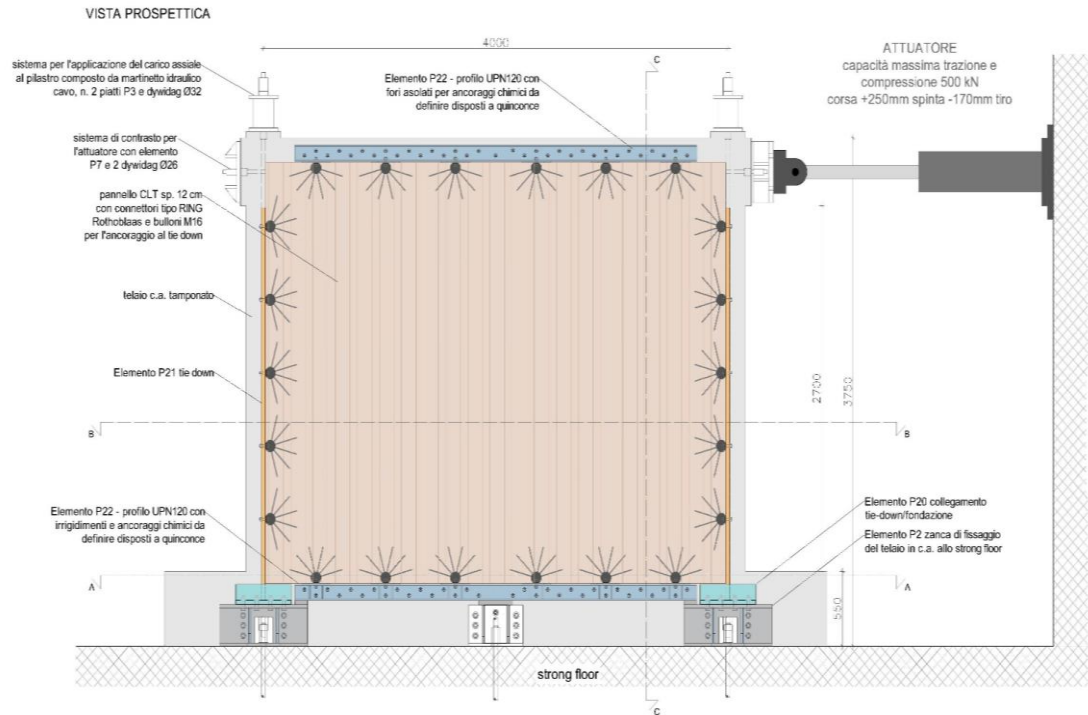 VISTA PROSPETTICA
sistema per l'applicazione del carico assiale
al pilastro composto da martinetto idraulico
cavo, n. 2 piatti P3 e dywidag Ø32
4000
C
Elemento P22 - profilo UPN120 con
fori asolati per ancoraggi chimici da
definire disposti a quinconce
ATTUATORE
capacità massima trazione e
compressione 500 kN
corsa +250mm spinta -170mm tiro
sistema di contrasto per
l'attuatore con elemento
P7 e 2 dywidag Ø26
pannello CLT sp. 12 cm
con connettori tipo RING
Rothoblaas e bulloni M16
per l'ancoraggio al tie down
telaio c.a. tamponato
Elemento P21 tie down
2700
3750
B
B
Elemento P22 - profilo UPN120 con
irrigidimenti e ancoraggi chimici da
definire disposti a quinconce
Elemento P20 collegamento
tie-down/fondazione
Elemento P2 zanca di fissaggio
del telaio in c.a. allo strong floor
A
A
550
strong floor
C